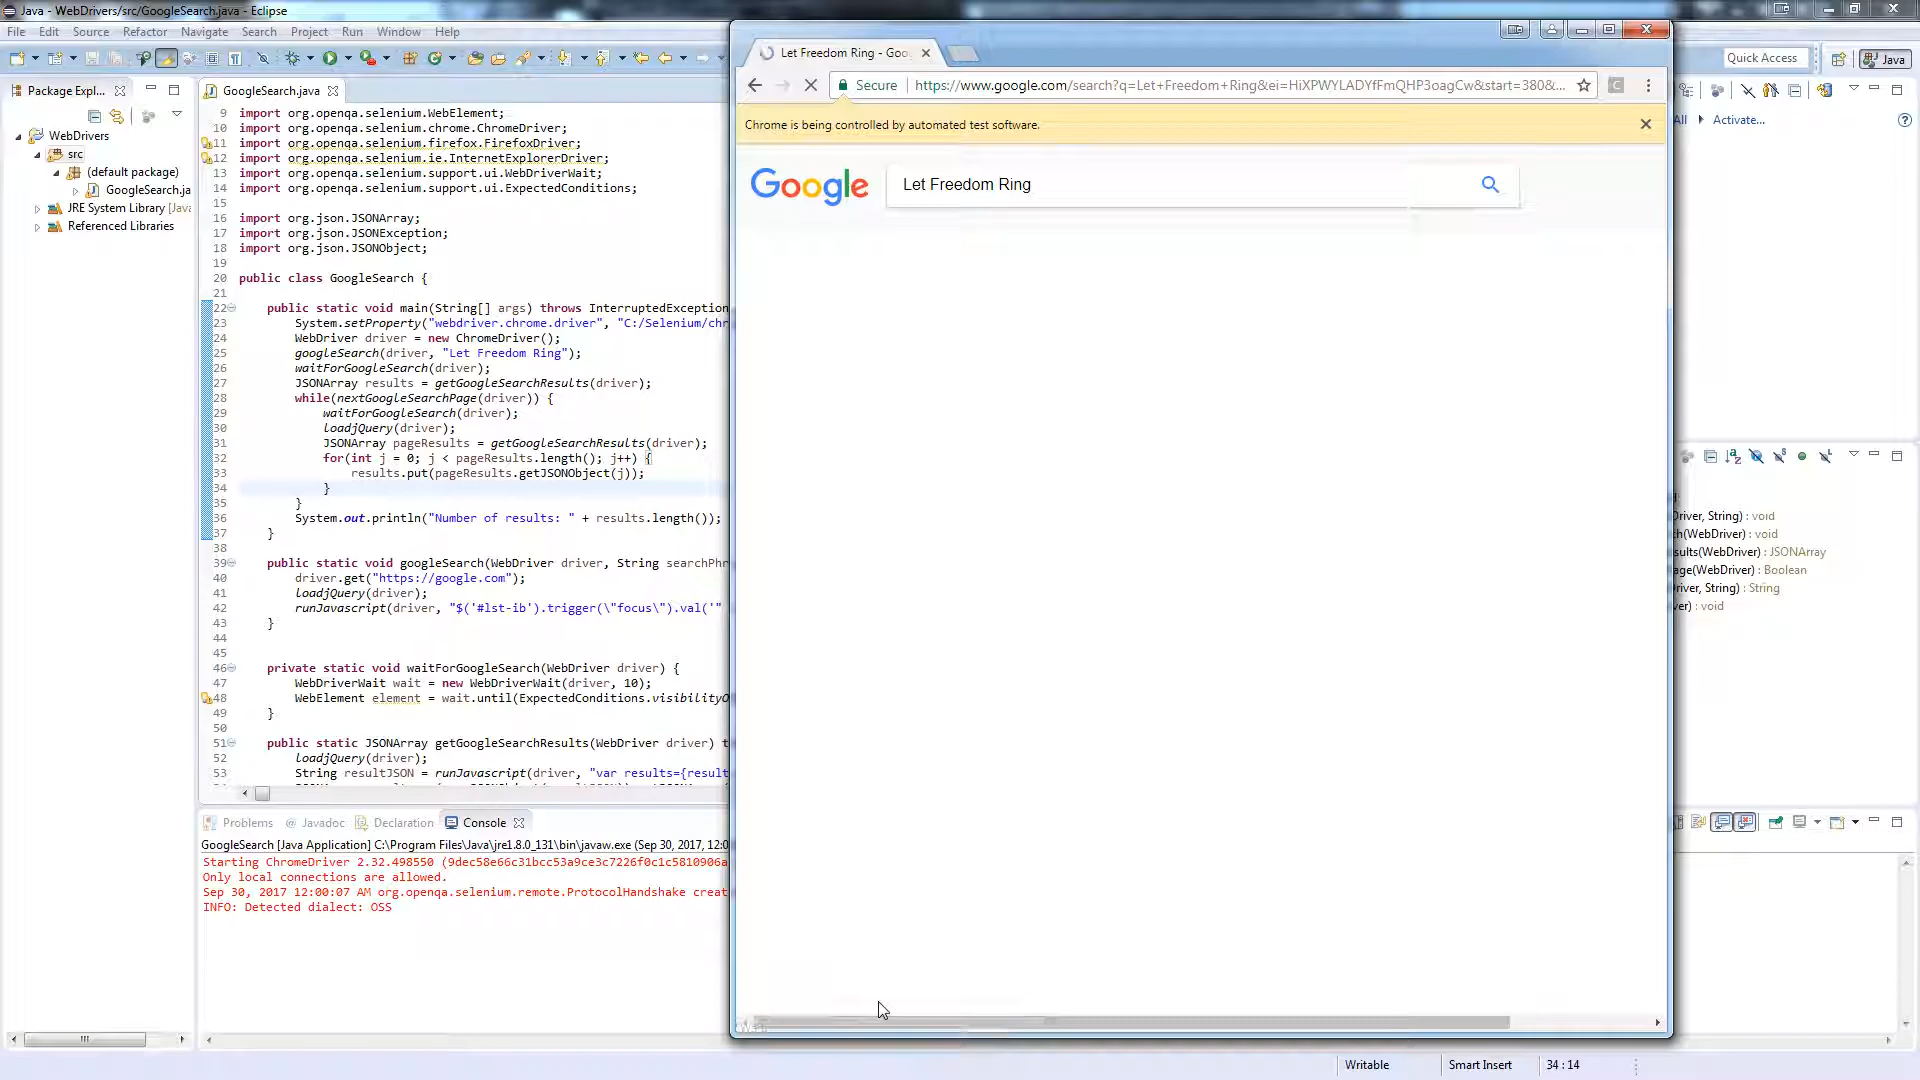 Java - WebDrivers/src/GoogleSearch.java - Eclipse
File Edit Source Refactor Navigate Search Project Run Window Help
Quick Access
Java
Package Expl...
WebDrivers
src
(default package)
GoogleSearch.ja
JRE System Library [Java
Referenced Libraries
GoogleSearch.java
9 import org.openqa.selenium.WebElement;
10 import org.openqa.selenium.chrome.ChromeDriver;
11 import org.openqa.selenium.firefox.FirefoxDriver;
12 import org.openqa.selenium.ie.InternetExplorerDriver;
13 import org.openqa.selenium.support.ui.WebDriverWait;
14 import org.openqa.selenium.support.ui.ExpectedConditions;
15
16 import org.json.JSONArray;
17 import org.json.JSONException;
18 import org.json.JSONObject;
19
20 public class GoogleSearch {
21
22 public static void main(String[] args) throws InterruptedException
23 System.setProperty("webdriver.chrome.driver", "C:/Selenium/chr
24 WebDriver driver = new ChromeDriver();
25 googleSearch(driver, "Let Freedom Ring");
26 waitForGoogleSearch(driver);
27 JSONArray results = getGoogleSearchResults(driver);
28 while(nextGoogleSearchPage(driver)) {
29 waitForGoogleSearch(driver);
30 loadjQuery(driver);
31 JSONArray pageResults = getGoogleSearchResults(driver);
32 for(int j = 0; j < pageResults.length(); j++) {
33 results.put(pageResults.getJSONObject(j));
34 }
35 }
36 System.out.println("Number of results: " + results.length());
37 }
38
39 public static void googleSearch(WebDriver driver, String searchPhr
40 driver.get("https://google.com");
41 loadjQuery(driver);
42 runJavascript(driver, "$('#lst-ib').trigger(\"focus\").val('"
43 }
44
45
46 private static void waitForGoogleSearch(WebDriver driver) {
47 WebDriverWait wait = new WebDriverWait(driver, 10);
48 WebElement element = wait.until(ExpectedConditions.visibilityO
49 }
50
51 public static JSONArray getGoogleSearchResults(WebDriver driver) t
52 loadjQuery(driver);
53 String resultJSON = runJavascript(driver, "var results={result
Problems @ Javadoc Declaration Console
GoogleSearch [Java Application] C:\Program Files\Java\jre1.8.0_131\bin\javaw.exe (Sep 30, 2017, 12:0
Starting ChromeDriver 2.32.498550 (9dec58e66c31bcc53a9ce3c7226f0c1c5810906a
Only local connections are allowed.
Sep 30, 2017 12:00:07 AM org.openqa.selenium.remote.ProtocolHandshake creat
INFO: Detected dialect: OSS
Let Freedom Ring - Goo
Secure https://www.google.com/search?q=Let+Freedom+Ring&ei=HiXPWYLADYfFmQHP3oagCw&start=380&...
Chrome is being controlled by automated test software.
Google
Let Freedom Ring
All Activate...
Driver, String) : void
ch(WebDriver) : void
sults(WebDriver) : JSONArray
age(WebDriver) : Boolean
Driver, String) : String
ver) : void
Writable Smart Insert 34 : 14